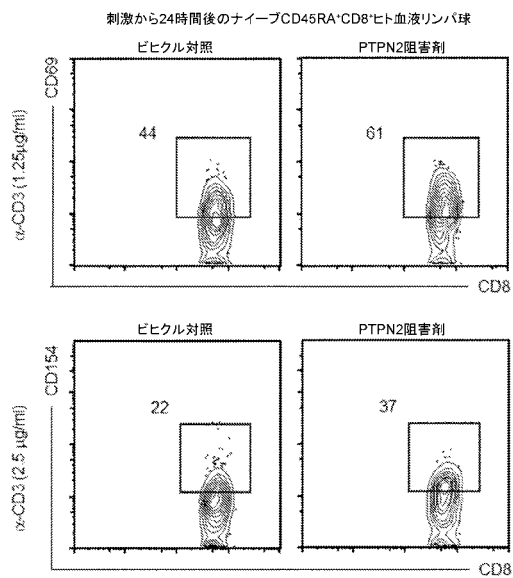 刺激から24時間後のナイーブCD45RA⁺CD8⁺ヒト血液リンパ球
ビヒクル対照
PTPN2阻害剤
CD69
α-CD3 (1.25μg/ml)
44
61
CD8
ビヒクル対照
PTPN2阻害剤
CD154
α-CD3 (2.5 μg/ml)
22
37
CD8